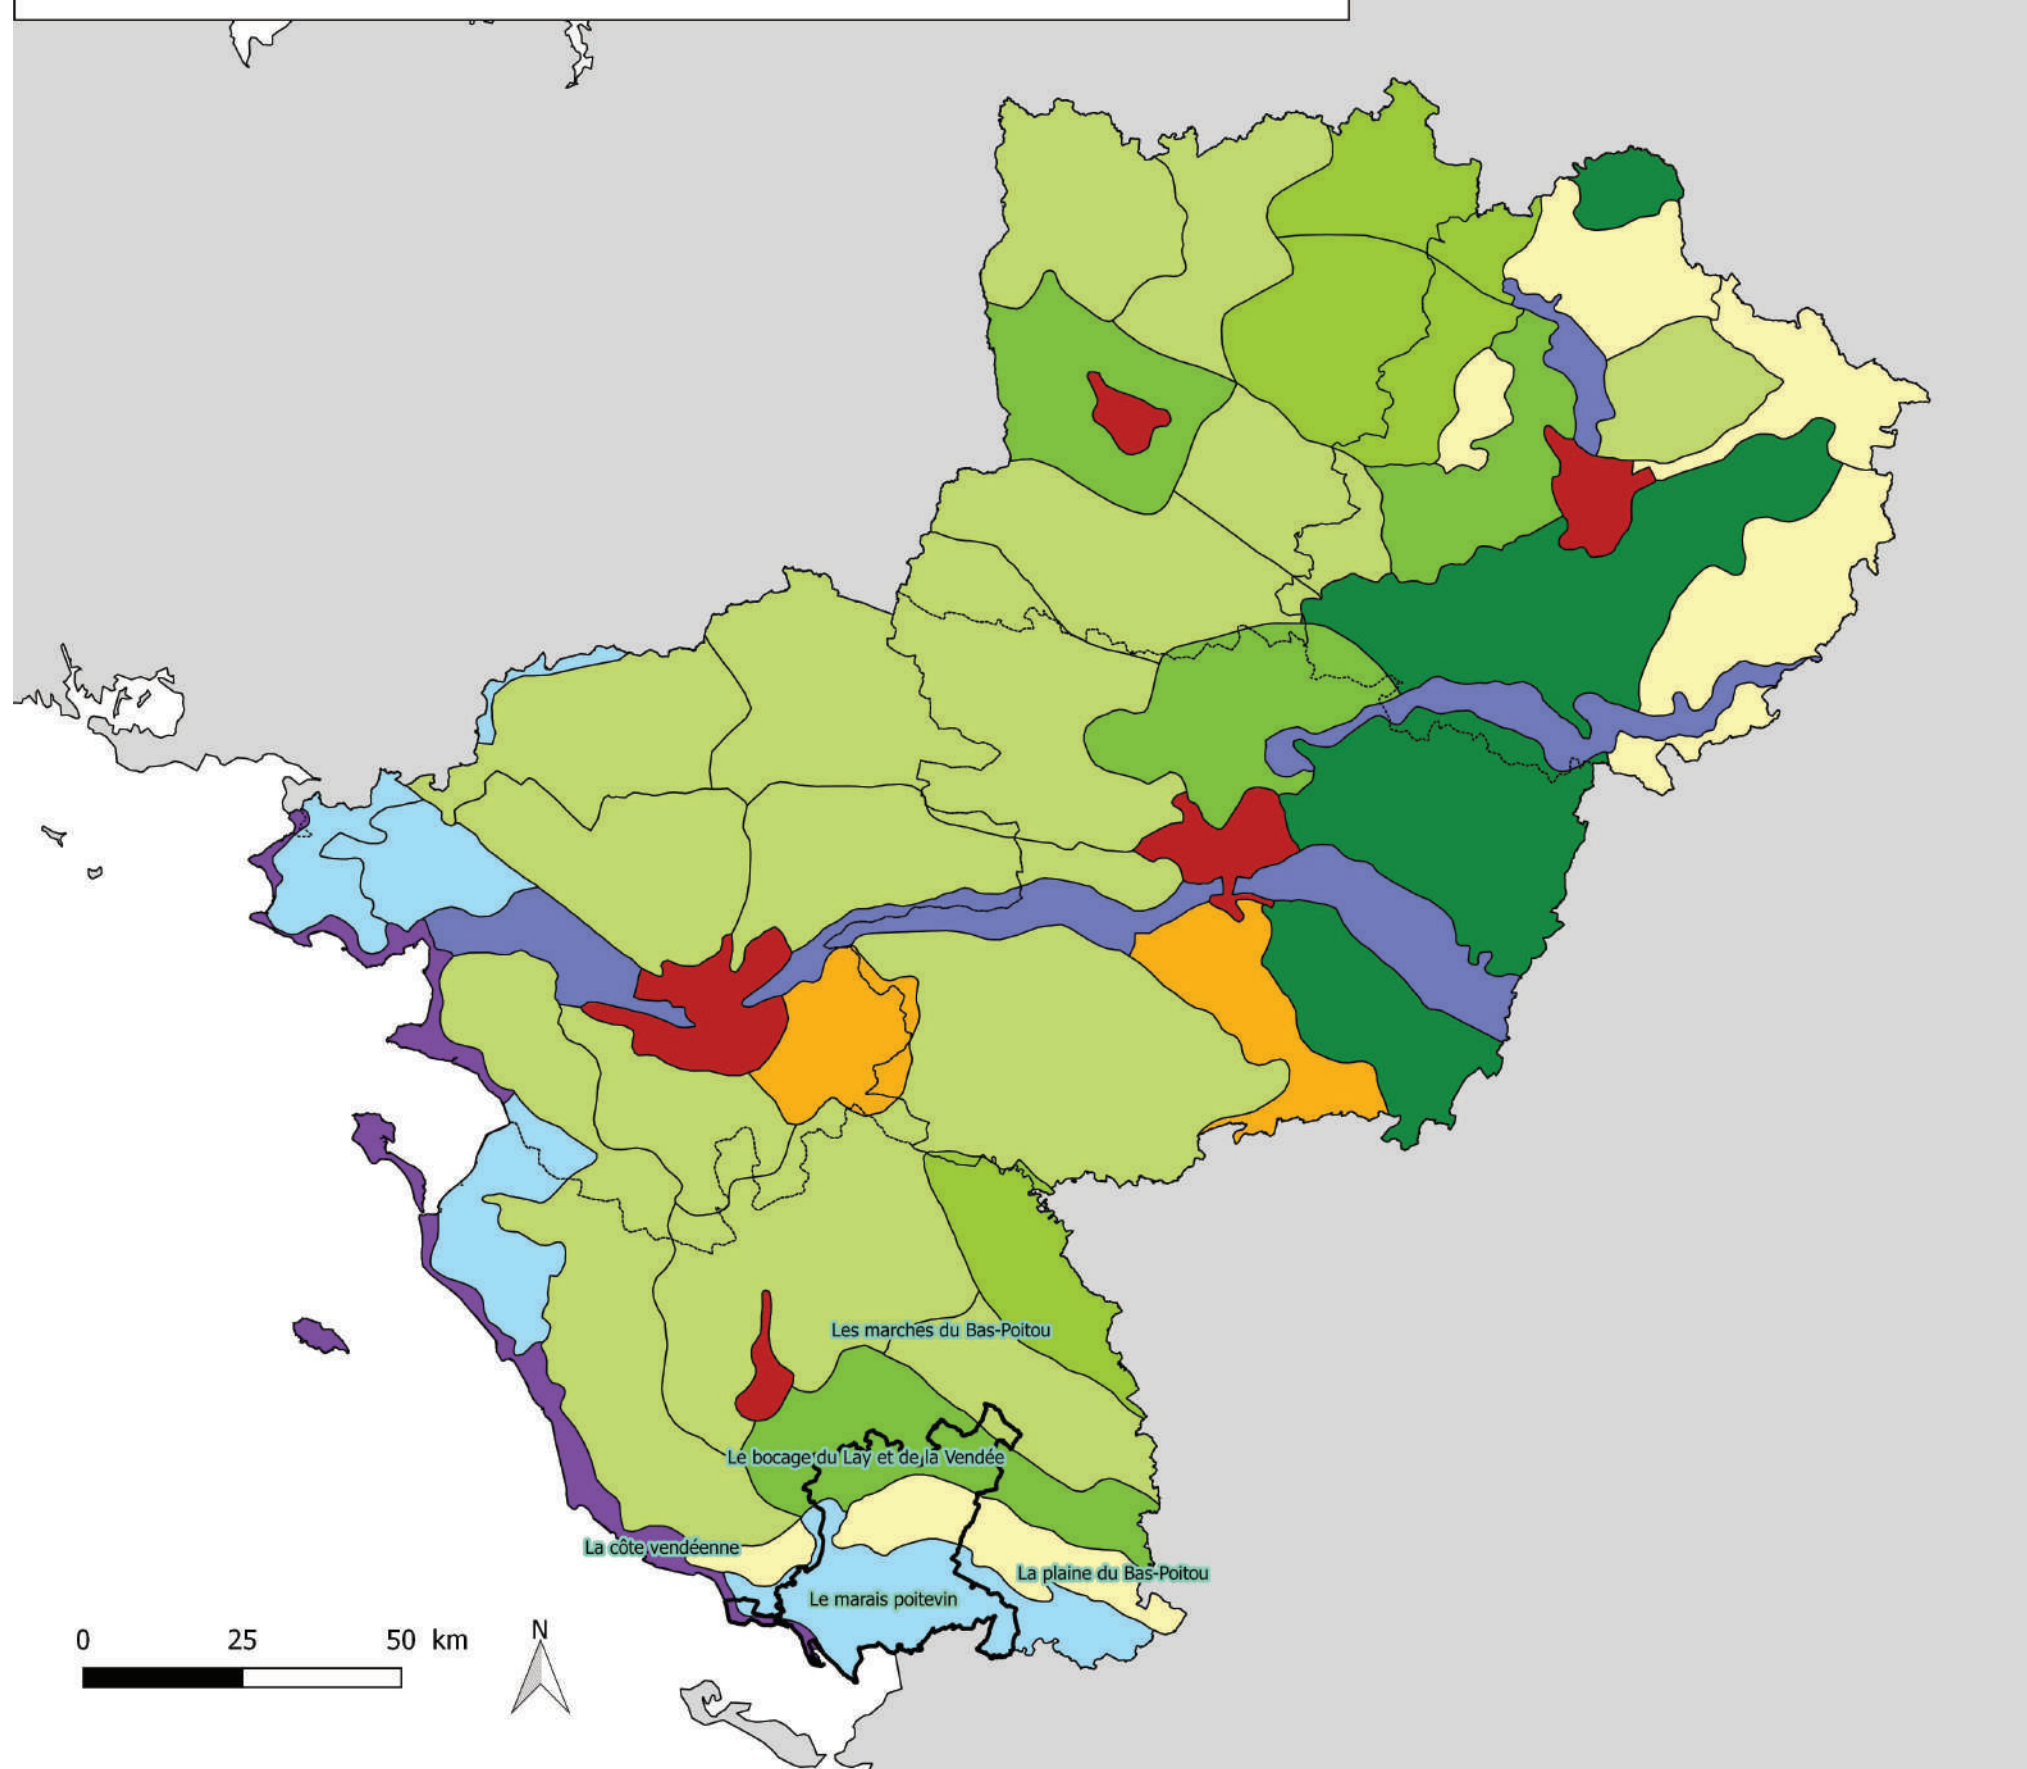 Les marches du Bas-Poitou
Le bocage du Lay et de la Vendée
La côte vendéenne
La plaine du Bas-Poitou
Le marais poitevin
0 25 50 km
N